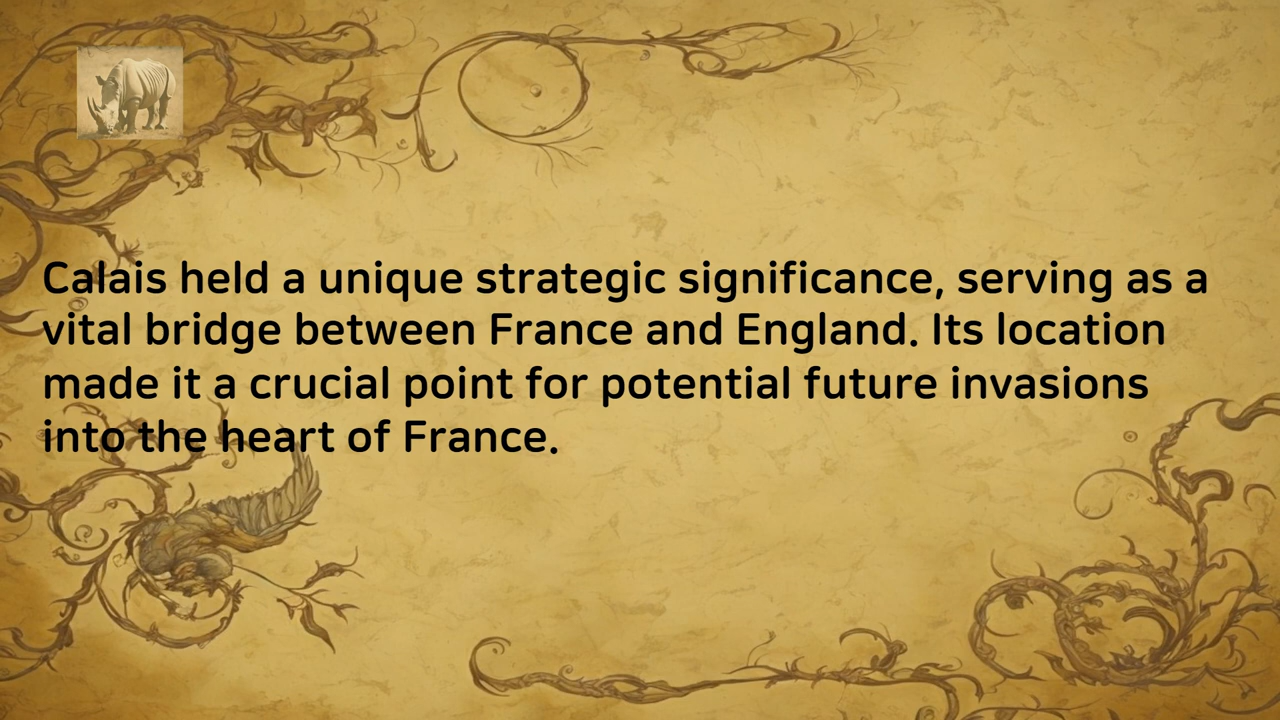 Calais held a unique strategic significance, serving as a
vital bridge between France and England. Its location
made it a crucial point for potential future invasions
into the heart of France.